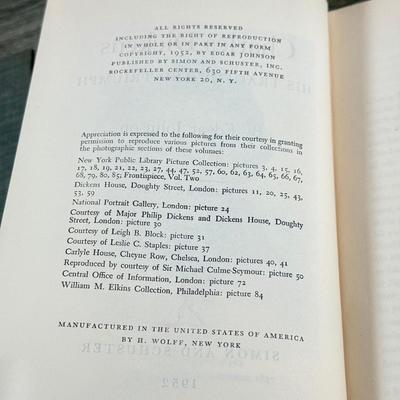 ALL RIGHTS RESERVED
INCLUDING THE RIGHT OF REPRODUCTION
IN WHOLE OR IN PART IN ANY FORM
COPYRIGHT, 1952, BY EDGAR JOHNSON
PUBLISHED BY SIMON AND SCHUSTER, INC.
ROCKEFELLER CENTER, 630 FIFTH AVENUE
NEW YORK 20, N. Y.
Appreciation is expressed to the following for their courtesy in granting
permission to reproduce various pictures from their collections in
the photographic sections of these volumes:
New York Public Library Picture Collection: pictures 3, 4, 15, 16,
17, 18, 19, 21, 22, 23, 27, 44, 47, 52, 57, 60, 62, 63, 64, 65, 66, 67,
68, 79, 80, 85; Frontispiece, Vol. Two
Dickens House, Doughty Street, London: pictures 11, 20, 25, 43,
53, 59
National Portrait Gallery, London: picture 24
Courtesy of Major Philip Dickens and Dickens House, Doughty
Street, London: picture 30
Courtesy of Leigh B. Block: picture 31
Courtesy of Leslie C. Staples: picture 37
Carlyle House, Cheyne Row, Chelsea, London: pictures 40, 41
Reproduced by courtesy of Sir Michael Culme-Seymour: picture 50
Central Office of Information, London: picture 72
William M. Elkins Collection, Philadelphia: picture 84
MANUFACTURED IN THE UNITED STATES OF AMERICA
BY H. WOLFF, NEW YORK
SIMON AND SCHUSTER
1952